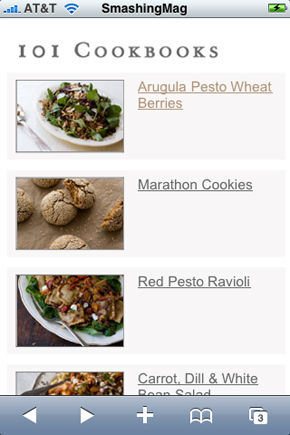 AT&T
SmashingMag
101 COOKBOOKS
Arugula Pesto Wheat
Berries
Marathon Cookies
Red Pesto Ravioli
Carrot, Dill & White
Bean Salad
3